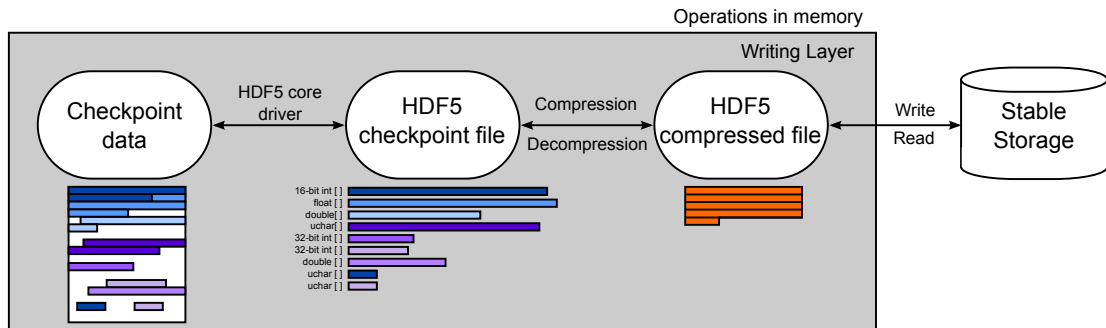 Operations in memory
Writing Layer
Checkpoint
data
HDF5 core
driver
HDF5
checkpoint file
Compression
Decompression
HDF5
compressed file
Write
Read
Stable
Storage
16-bit int [ ]
float [ ]
double[ ]
uchar[ ]
32-bit int [ ]
32-bit int [ ]
double [ ]
uchar [ ]
uchar [ ]